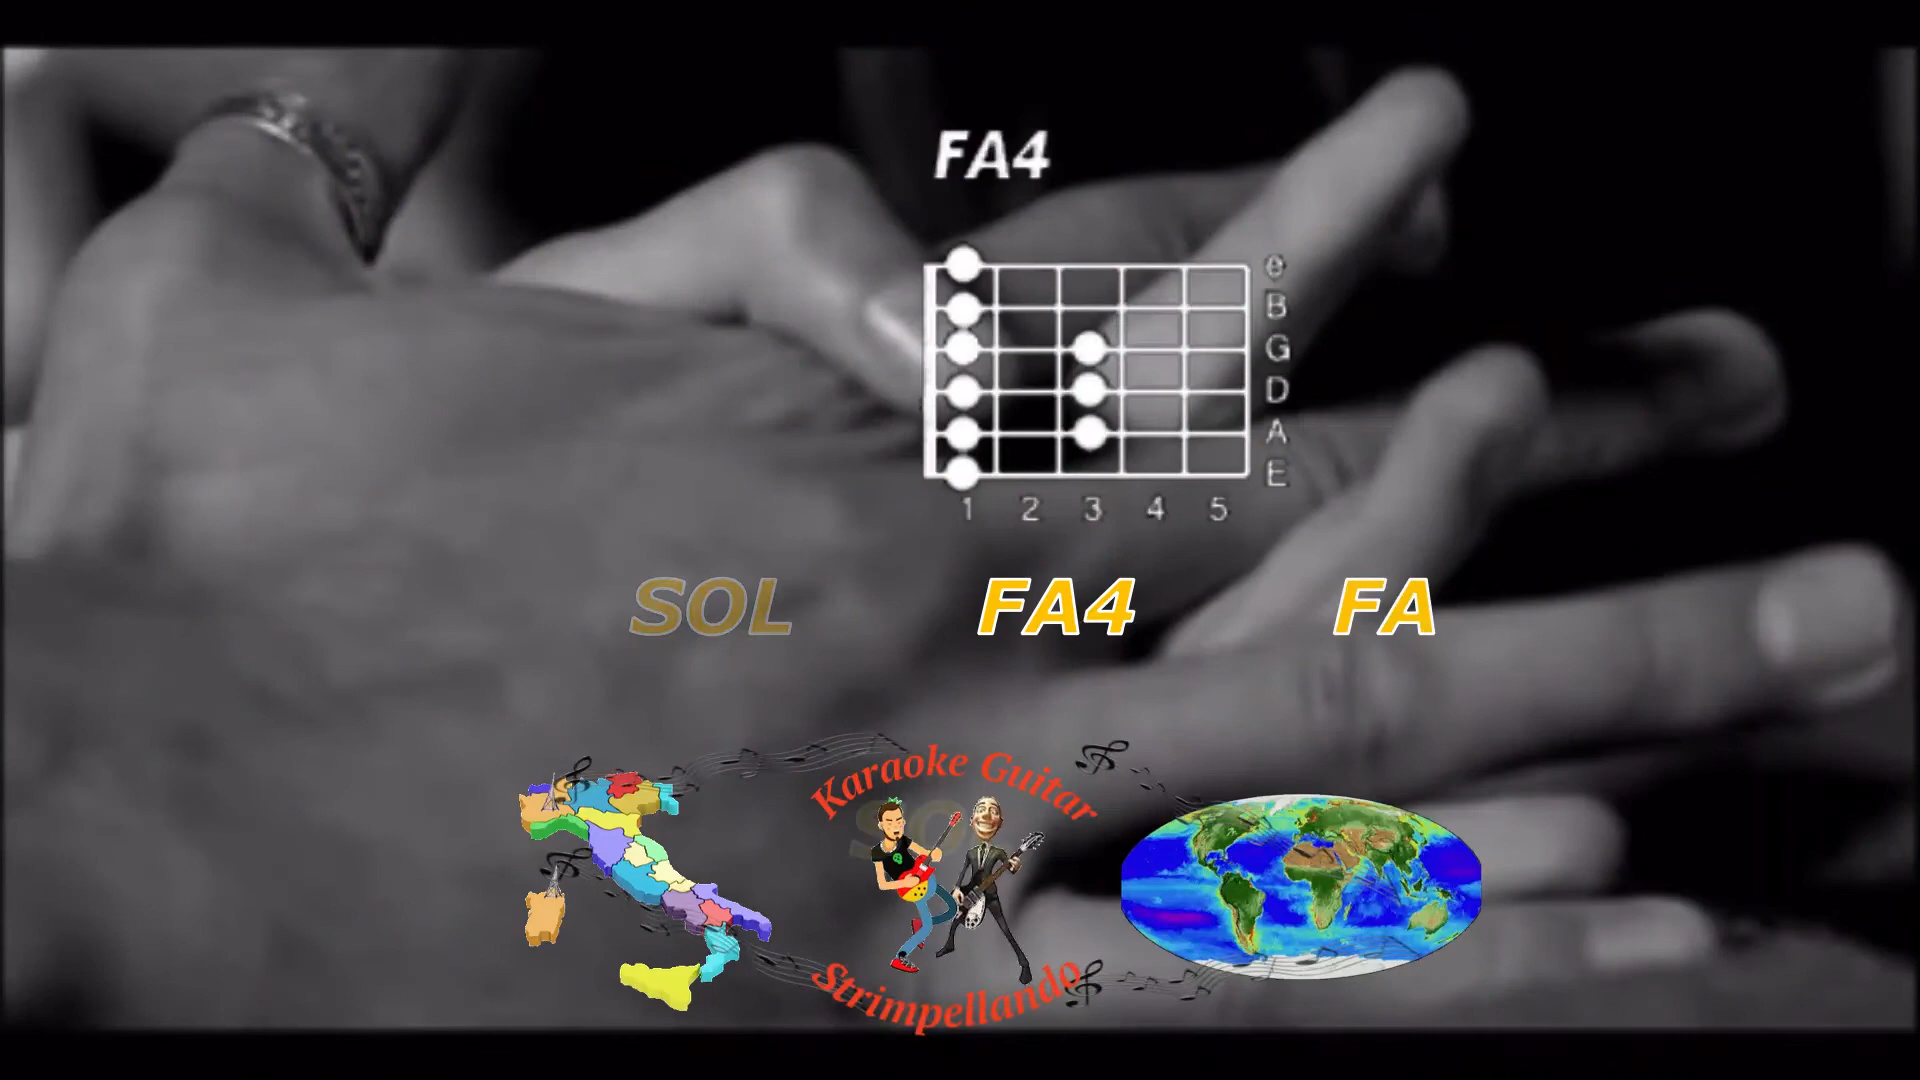 FA4
e
B
G
D
A
E
1 2 3 4 5
SOL FA4 FA
Karaoke Guitar
Strimpellando